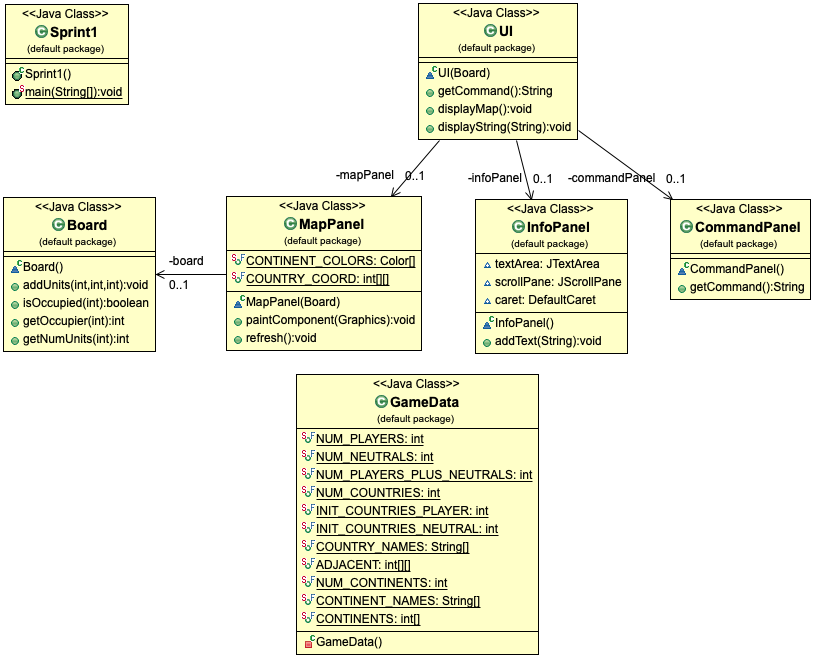 <<Java Class>>
Sprint1
(default package)
Sprint1()
main(String[]):void
<<Java Class>>
UI
(default package)
UI(Board)
getCommand():String
displayMap():void
displayString(String):void
-mapPanel
0..1
-infoPanel
0..1
-commandPanel
0..1
<<Java Class>>
Board
(default package)
Board()
addUnits(int,int,int):void
isOccupied(int):boolean
getOccupier(int):int
getNumUnits(int):int
-board
0..1
<<Java Class>>
MapPanel
(default package)
CONTINENT_COLORS: Color[]
COUNTRY_COORD: int[][]
MapPanel(Board)
paintComponent(Graphics):void
refresh():void
<<Java Class>>
InfoPanel
(default package)
textArea: JTextArea
scrollPane: JScrollPane
caret: DefaultCaret
InfoPanel()
addText(String):void
<<Java Class>>
CommandPanel
(default package)
CommandPanel()
getCommand():String
<<Java Class>>
GameData
(default package)
NUM_PLAYERS: int
NUM_NEUTRALS: int
NUM_PLAYERS_PLUS_NEUTRALS: int
NUM_COUNTRIES: int
INIT_COUNTRIES_PLAYER: int
INIT_COUNTRIES_NEUTRAL: int
COUNTRY_NAMES: String[]
ADJACENT: int[][]
NUM_CONTINENTS: int
CONTINENT_NAMES: String[]
CONTINENTS: int[]
GameData()